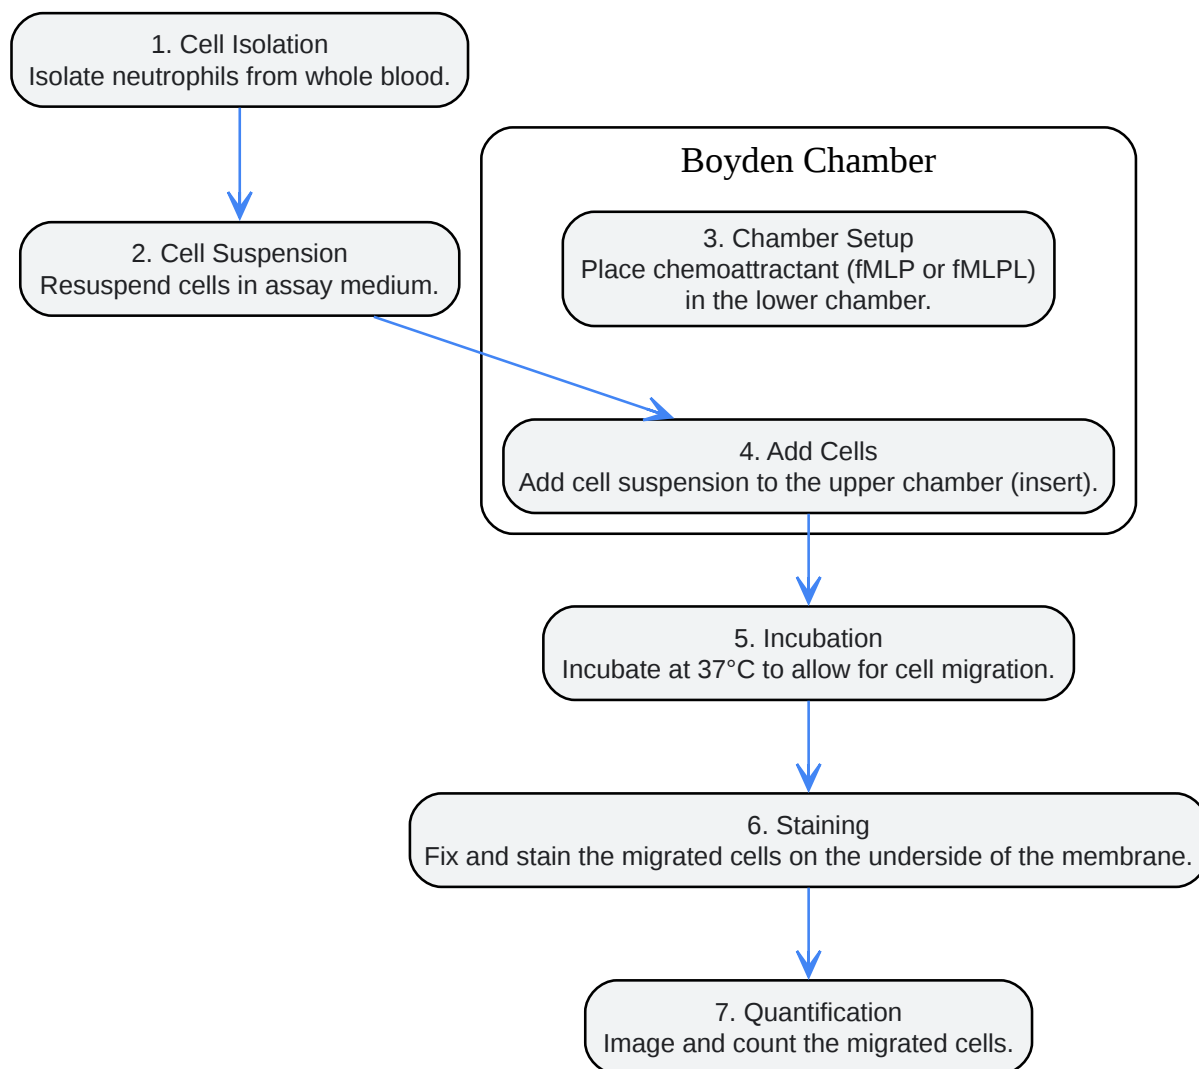 1. Cell Isolation
Isolate neutrophils from whole blood.
2. Cell Suspension
Resuspend cells in assay medium.
Boyden Chamber
3. Chamber Setup
Place chemoattractant (fMLP or fMLPL)
in the lower chamber.
4. Add Cells
Add cell suspension to the upper chamber (insert).
5. Incubation
Incubate at 37°C to allow for cell migration.
6. Staining
Fix and stain the migrated cells on the underside of the membrane.
7. Quantification
Image and count the migrated cells.